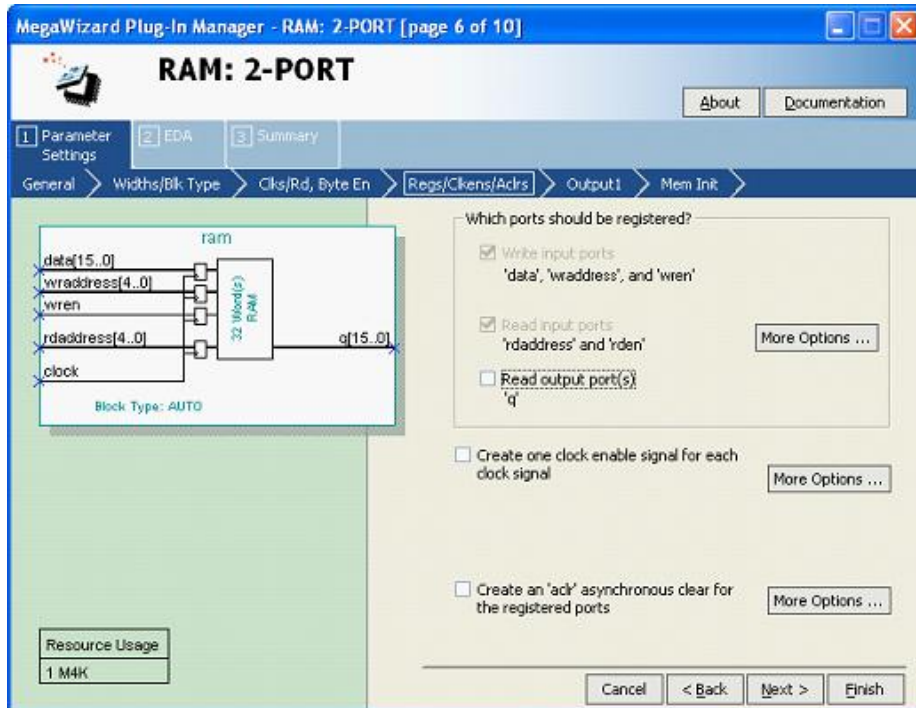 MegaWizard Plug-In Manager - RAM: 2-PORT [page 6 of 10]
RAM: 2-PORT
About
Documentation
1 Parameter Settings
2 EDA
3 Summary
General
Widths/Blk Type
Clks/Rd, Byte En
Regs/Clkens/Aclrs
Output1
Mem Init
ram
data[15..0]
wraddress[4..0]
wren
rdaddress[4..0]
clock
32 Word(s)
RAM
q[15..0]
Block Type: AUTO
Which ports should be registered?
Write input ports
'data', 'wraddress', and 'wren'
Read input ports
'rdaddress' and 'rden'
More Options ...
Read output port(s)
'q'
Create one clock enable signal for each
clock signal
More Options ...
Create an 'aclr' asynchronous clear for
the registered ports
More Options ...
Resource Usage
1 M4K
Cancel
< Back
Next >
Finish